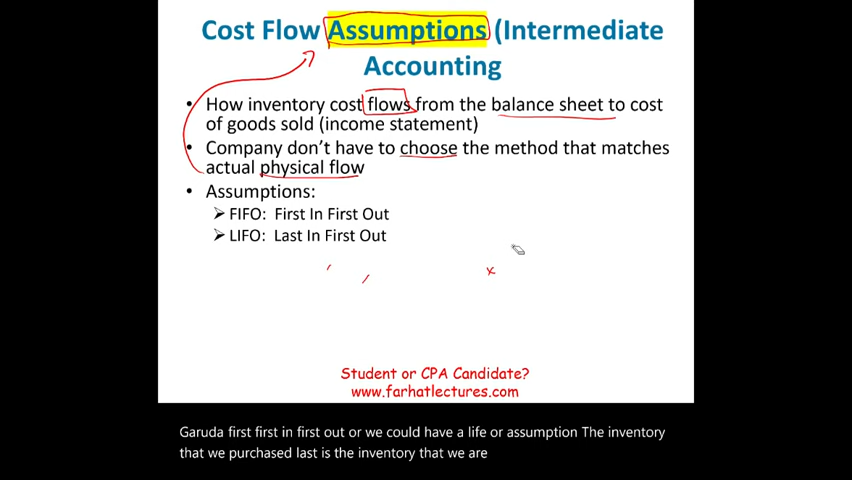 Cost Flow Assumptions (Intermediate
Accounting
• How inventory cost flows from the balance sheet to cost
of goods sold (income statement)
• Company don't have to choose the method that matches
actual physical flow
• Assumptions:
➢ FIFO: First In First Out
➢ LIFO: Last In First Out
Student or CPA Candidate?
www.farhatlectures.com
Garuda first first in first out or we could have a life or assumption The inventory
that we purchased last is the inventory that we are